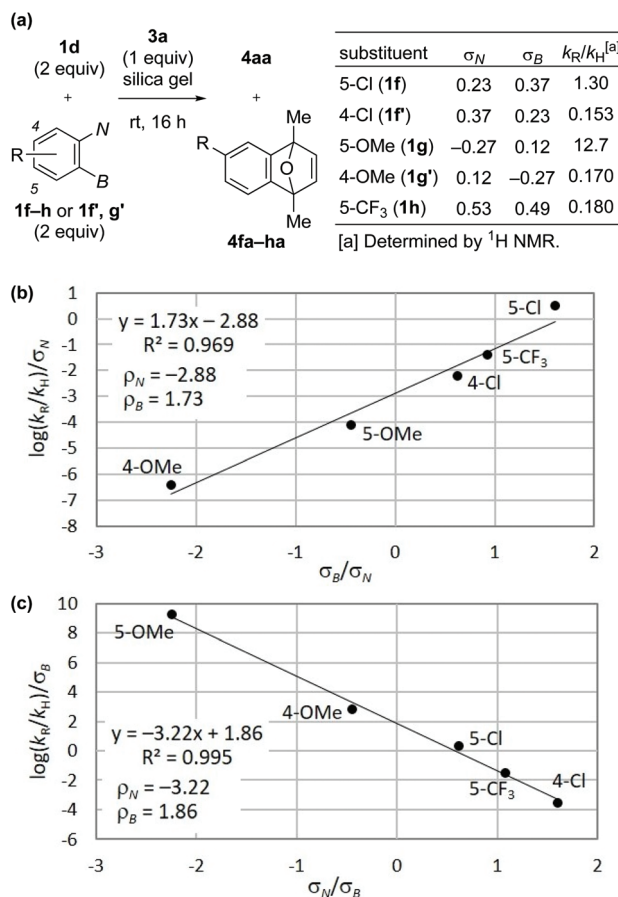 (a)
1d
(2 equiv)
+
4
N
R
5
B
1f–h or 1f', g'
(2 equiv)
3a
(1 equiv)
silica gel
rt, 16 h
4aa
+
Me
R
O
Me
4fa–ha
substituent σN σB kR/kH[a]
5-Cl (1f) 0.23 0.37 1.30
4-Cl (1f') 0.37 0.23 0.153
5-OMe (1g) –0.27 0.12 12.7
4-OMe (1g') 0.12 –0.27 0.170
5-CF3 (1h) 0.53 0.49 0.180
[a] Determined by 1H NMR.
(b)
log(kR/kH)/σN
1
0
-1
-2
-3
-4
-5
-6
-7
-8
y = 1.73x – 2.88
R² = 0.969
ρN = –2.88
ρB = 1.73
5-Cl
5-CF3
4-Cl
5-OMe
4-OMe
-3 -2 -1 0 1 2
σB/σN
(c)
log(kR/kH)/σB
10
8
6
4
2
0
-2
-4
-6
5-OMe
4-OMe
y = –3.22x + 1.86
R² = 0.995
ρN = –3.22
ρB = 1.86
5-Cl
5-CF3
4-Cl
-3 -2 -1 0 1 2
σN/σB